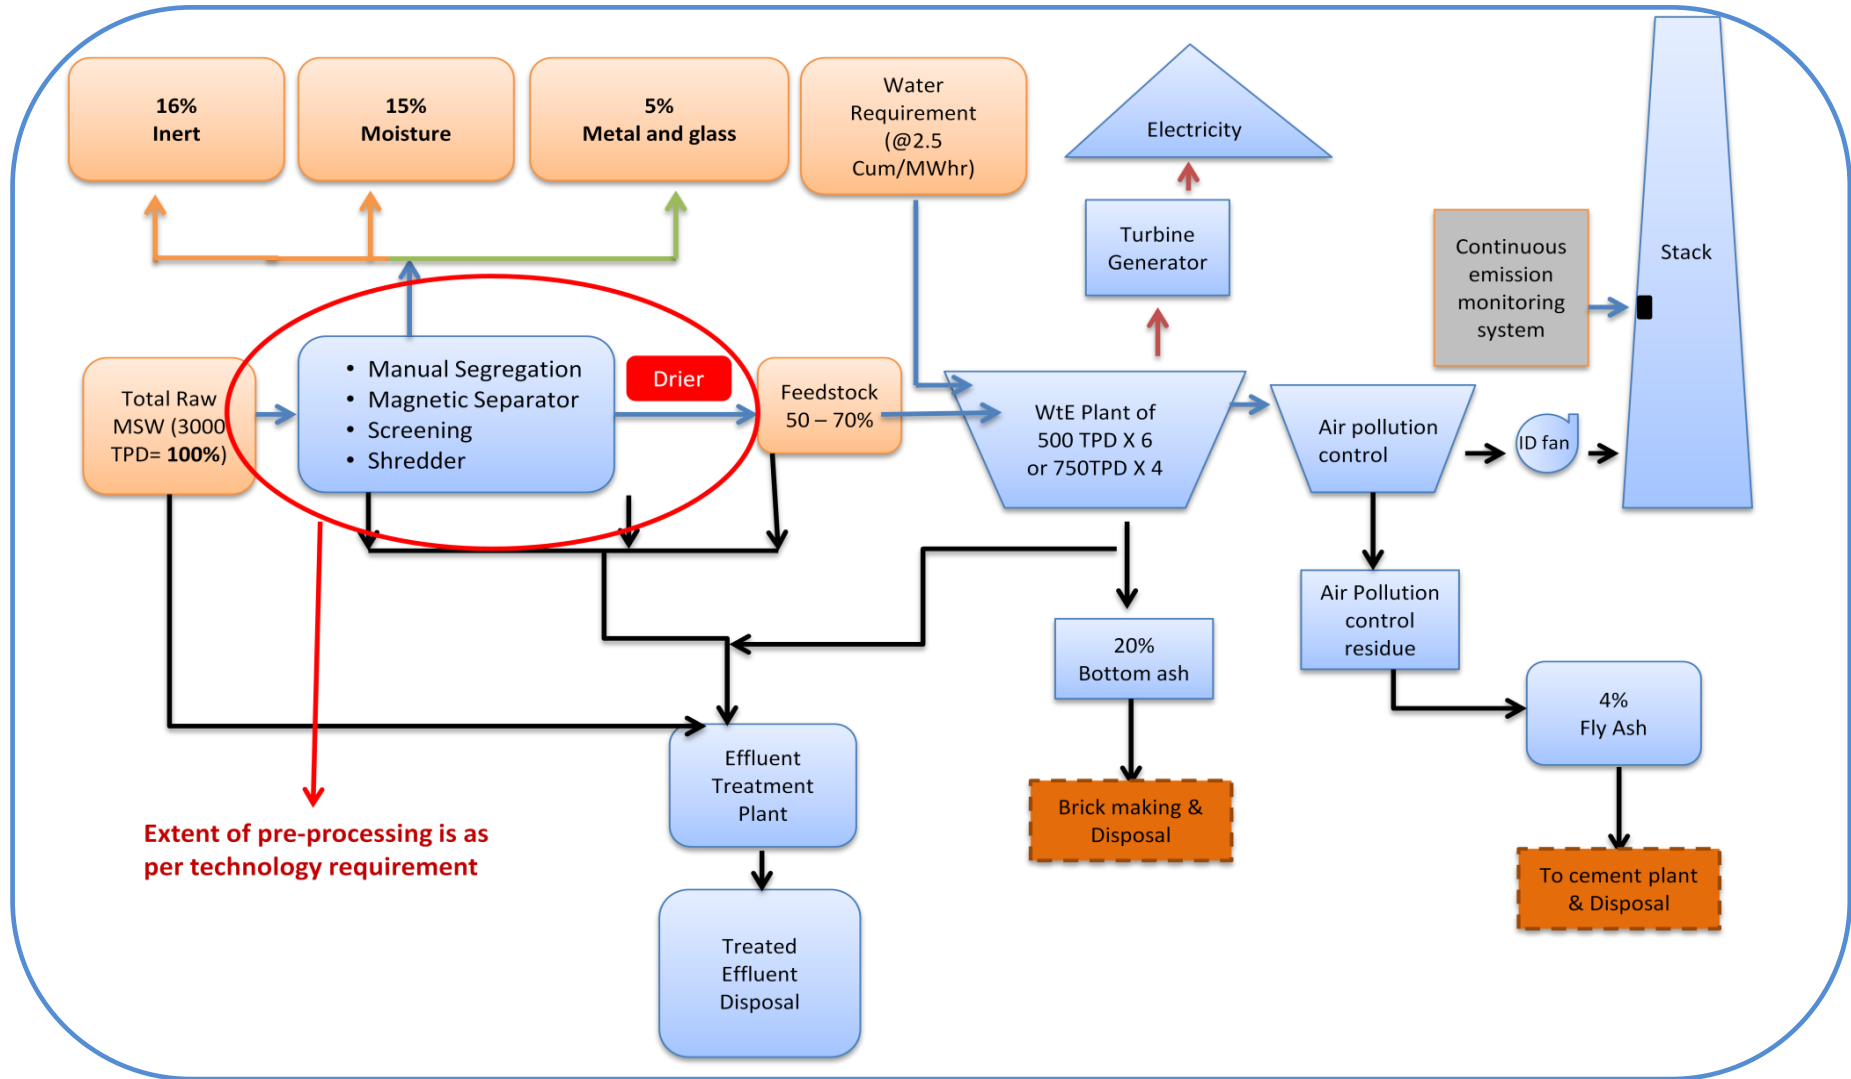 16%
Inert
15%
Moisture
5%
Metal and glass
Water
Requirement
(@2.5
Cum/MWhr)
Electricity
Turbine
Generator
Continuous
emission
monitoring
system
Stack
Total Raw
MSW (3000
TPD= 100%)
• Manual Segregation
• Magnetic Separator
• Screening
• Shredder
Drier
Feedstock
50 – 70%
WtE Plant of
500 TPD X 6
or 750TPD X 4
Air pollution
control
ID fan
Air Pollution
control
residue
20%
Bottom ash
4%
Fly Ash
Effluent
Treatment
Plant
Brick making &
Disposal
Extent of pre-processing is as
per technology requirement
To cement plant
& Disposal
Treated
Effluent
Disposal